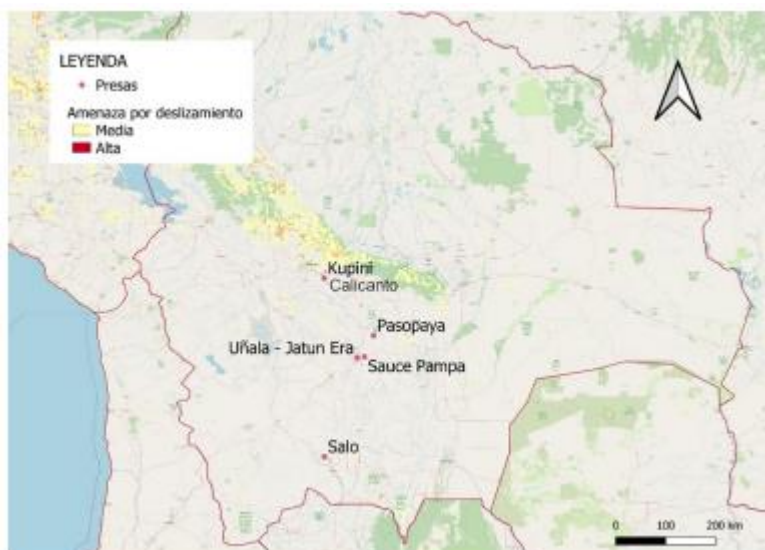 LEYENDA
Presas
Amenaza por deslizamiento
Media
Alta
Kupini
Calicanto
Pasopaya
Uñala - Jatun Era
Sauce Pampa
Salo
0 100 200 km